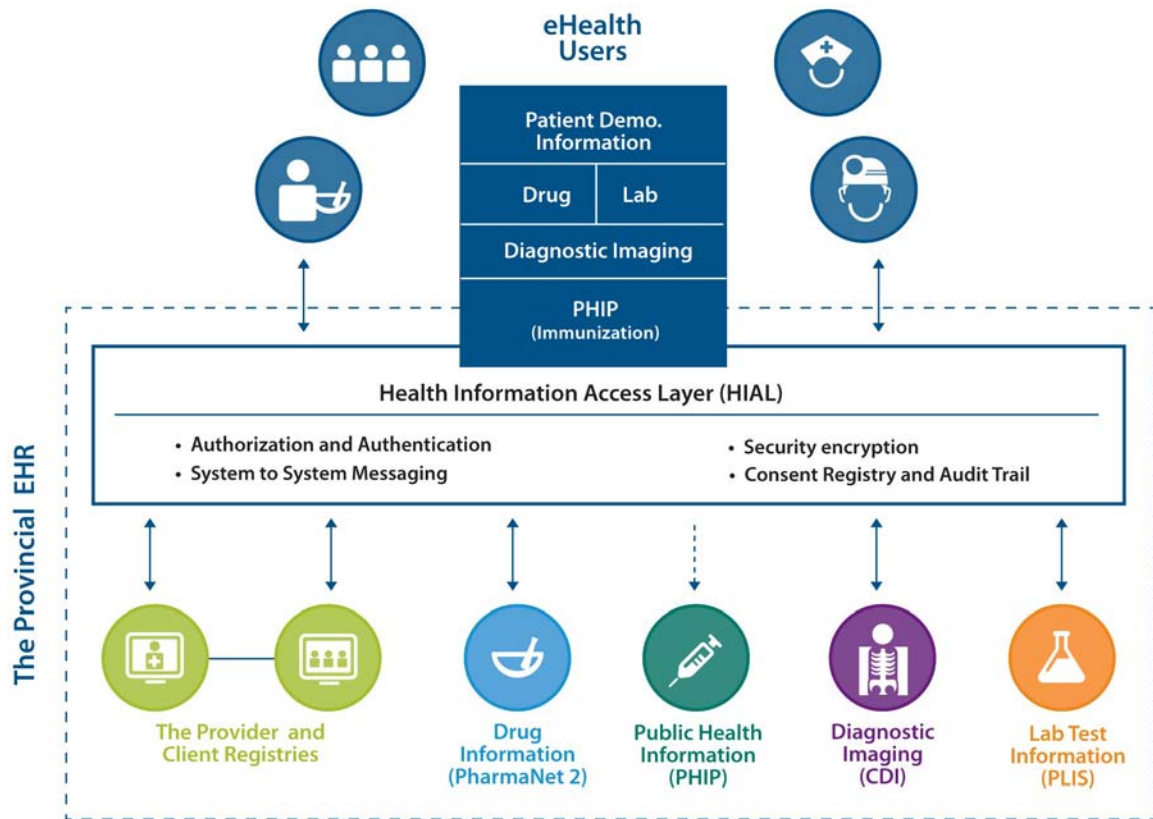 eHealth
Users
Patient Demo.
Information
Drug
Lab
Diagnostic Imaging
PHIP
(Immunization)
Health Information Access Layer (HIAL)
• Authorization and Authentication
• System to System Messaging
• Security encryption
• Consent Registry and Audit Trail
The Provincial EHR
The Provider and
Client Registries
Drug
Information
(PharmaNet 2)
Public Health
Information
(PHIP)
Diagnostic
Imaging
(CDI)
Lab Test
Information
(PLIS)